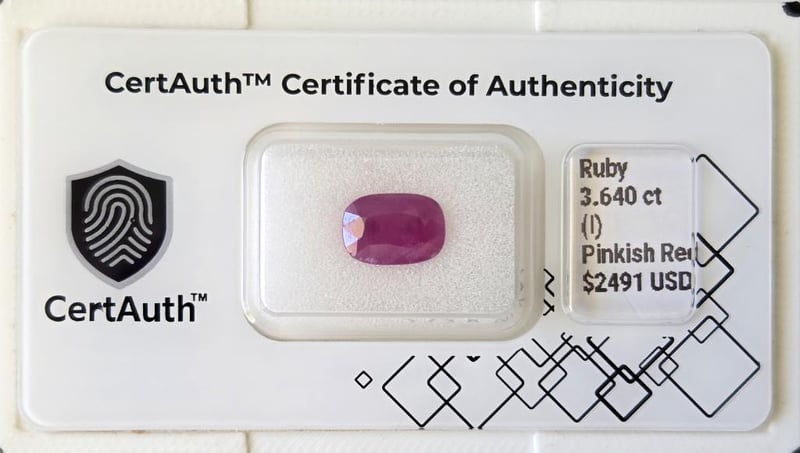 CertAuth™ Certificate of Authenticity
CertAuth™
Ruby
3.640 ct
(I)
Pinkish Red
$2491 USD